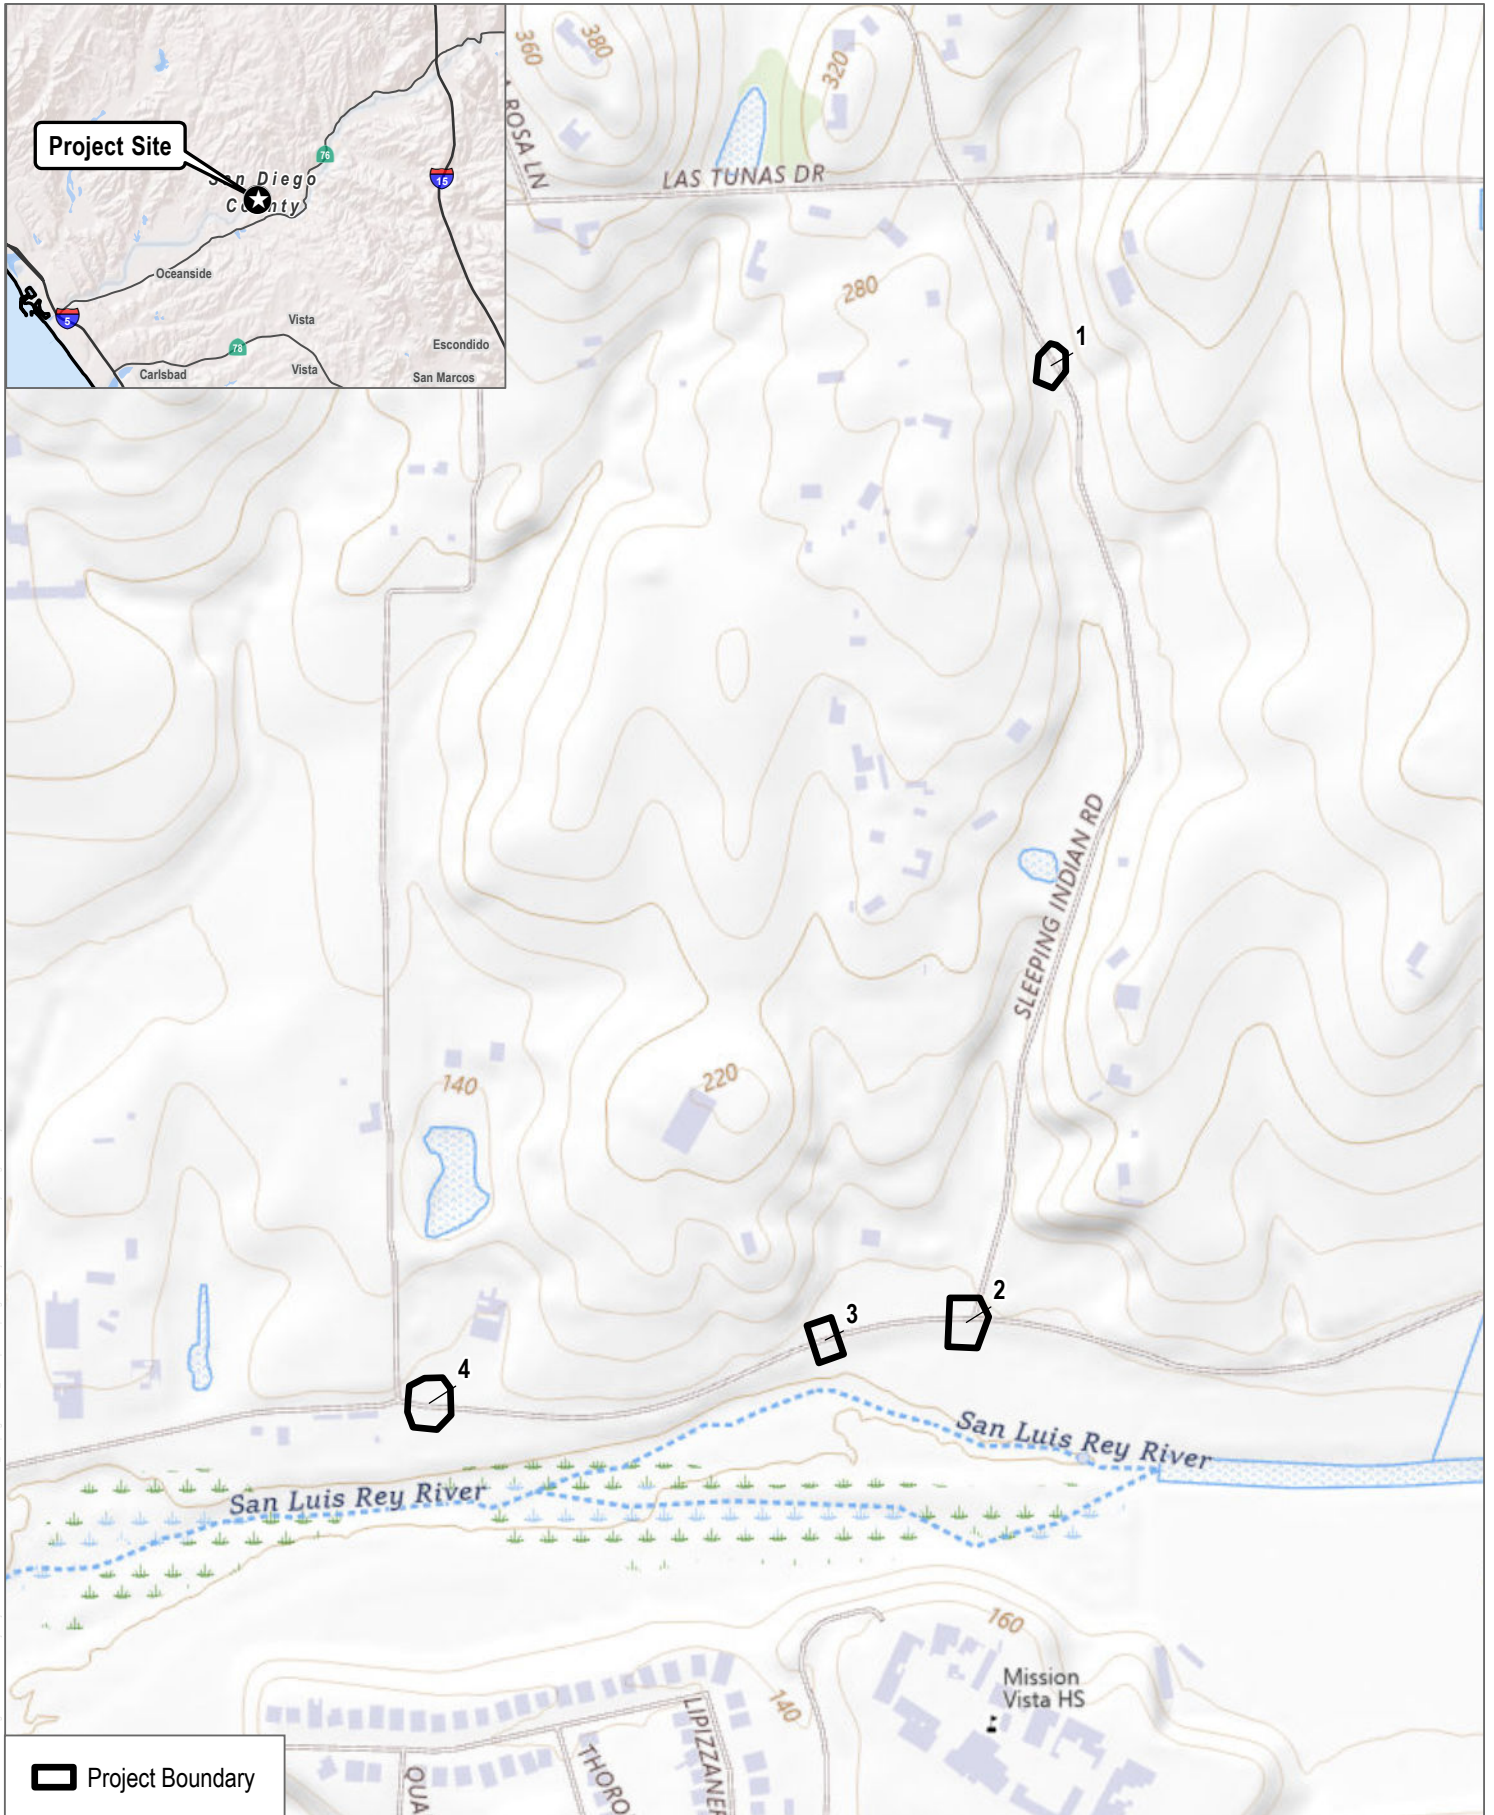 Project Site
76
15
San Diego
County
Oceanside
5
Vista
78
Vista
Carlsbad
Escondido
San Marcos
360
380
320
ROSA LN
LAS TUNAS DR
280
1
SLEEPING INDIAN RD
140
220
2
3
4
San Luis Rey River
San Luis Rey River
160
Mission
Vista HS
140
LIPIZZANER
THORO
QUA
Project Boundary